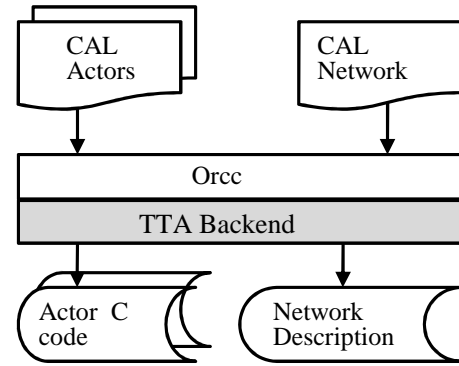 CAL
Actors
CAL
Network
Orcc
TTA Backend
Actor C
code
Network
Description